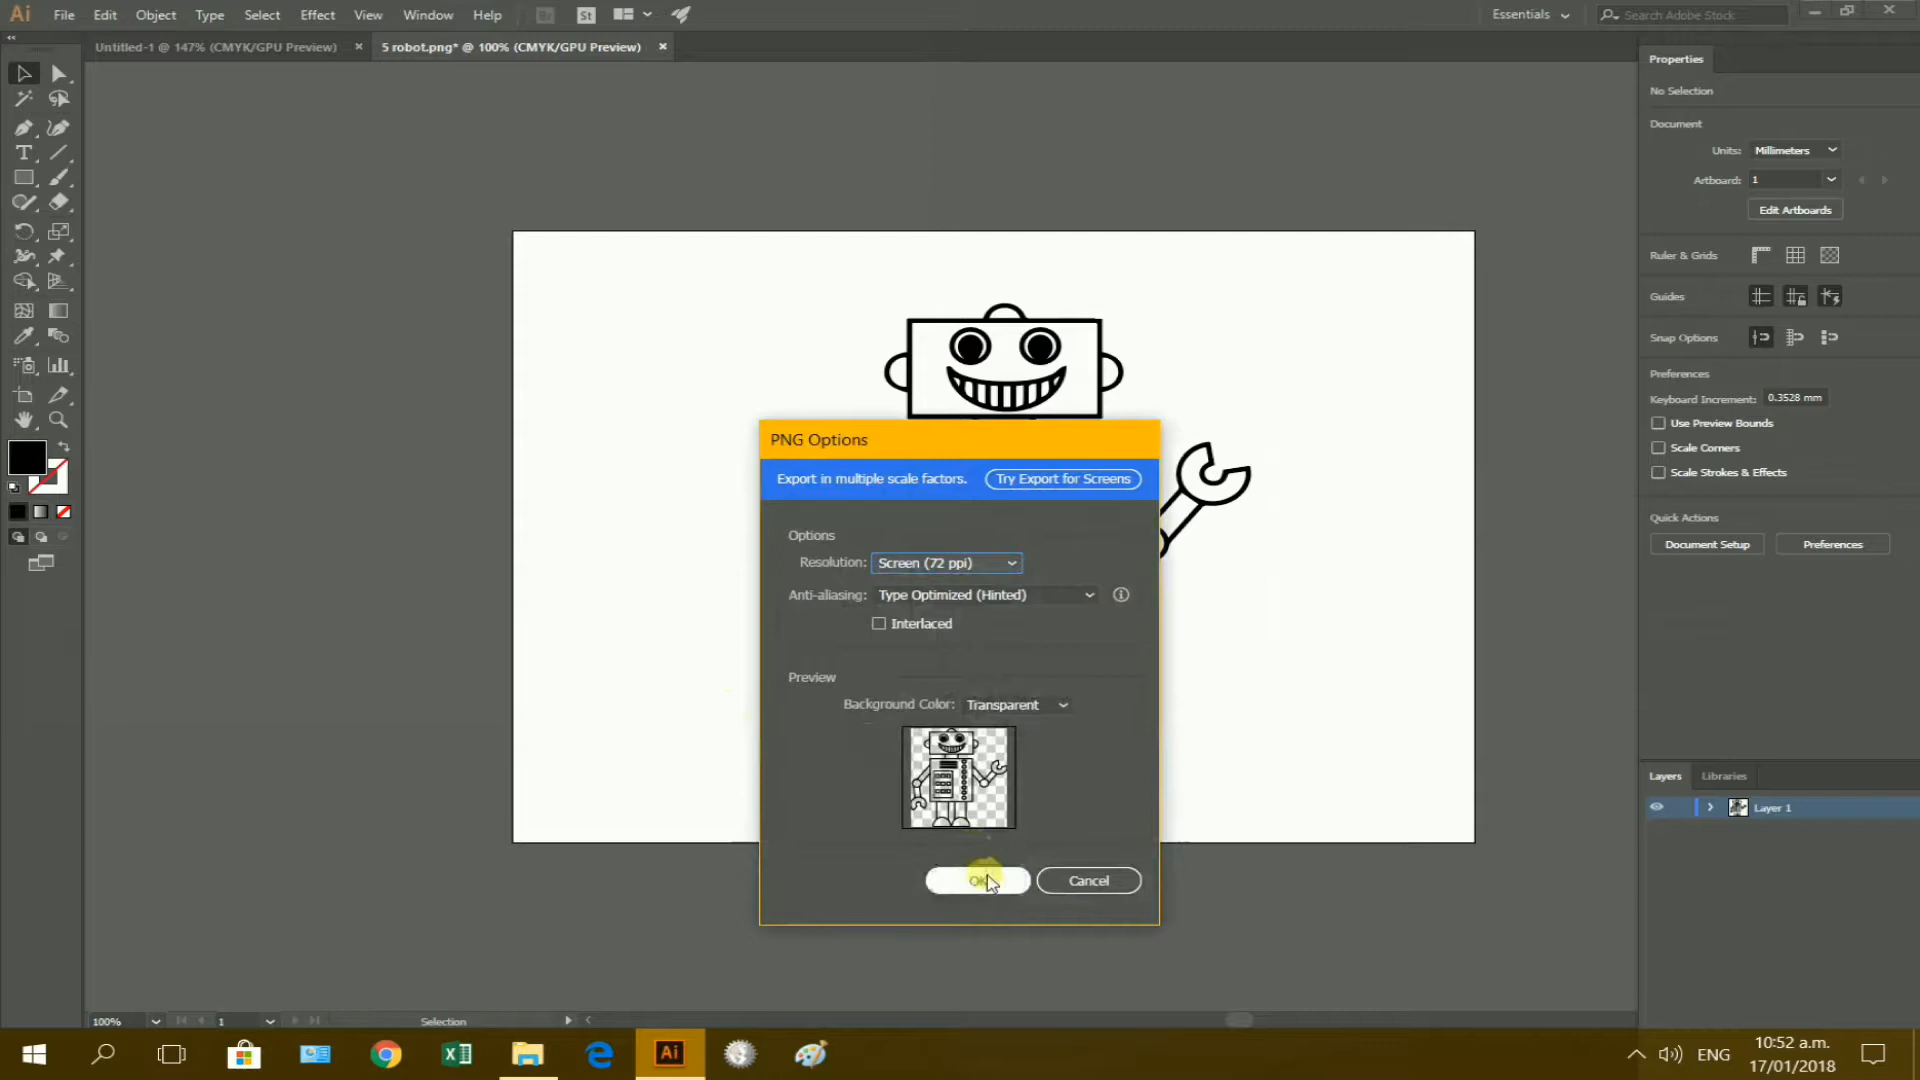 Ai File Edit Object Type Select Effect View Window Help Br St Essentials Search Adobe Stock
Untitled-1 @ 147% (CMYK/GPU Preview) 5 robot.png* @ 100% (CMYK/GPU Preview)
Properties
No Selection
Document
Units: Millimeters
Artboard: 1
Edit Artboards
Ruler & Grids
Guides
Snap Options
Preferences
Keyboard Increment: 0.3528 mm
Use Preview Bounds
Scale Corners
Scale Strokes & Effects
Quick Actions
Document Setup Preferences
PNG Options
Export in multiple scale factors. Try Export for Screens
Options
Resolution: Screen (72 ppi)
Anti-aliasing: Type Optimized (Hinted)
Interlaced
Preview
Background Color: Transparent
OK Cancel
Layers Libraries
Layer 1
100% 1 Selection
Ai ENG 10:52 a.m.
17/01/2018